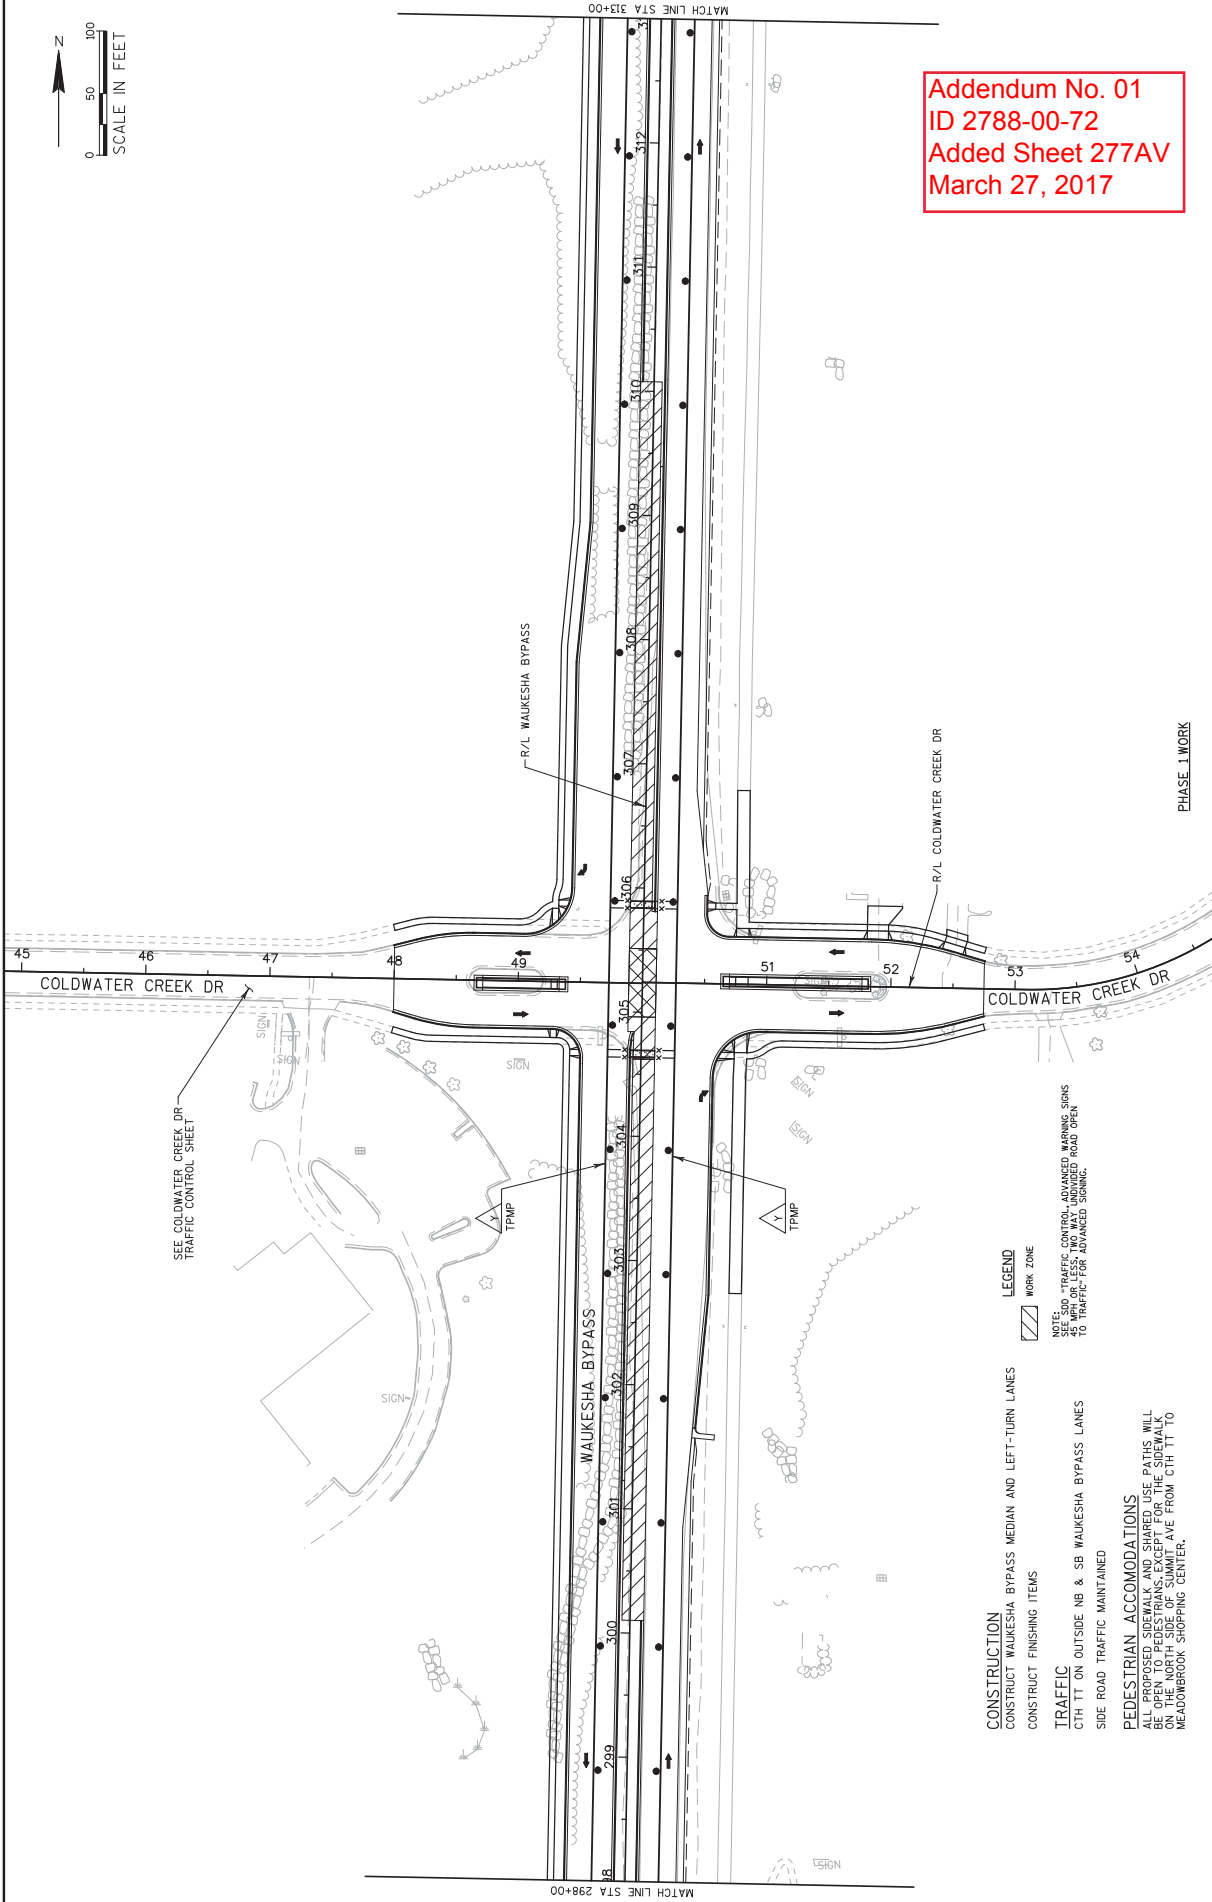 MATCH LINE STA 313+00
N
0 50 100
SCALE IN FEET
Addendum No. 01
ID 2788-00-72
Added Sheet 277AV
March 27, 2017
312
311
310
309
308
307
306
305
304
303
302
301
300
299
R/L WAUKESHA BYPASS
R/L COLDWATER CREEK DR
PHASE 1 WORK
45
46
47
48
49
51
52
53
54
COLDWATER CREEK DR
COLDWATER CREEK DR
SIGN
SIGN
SIGN
SIGN
SIGN
SIGN
SIGN
SIGN
SEE COLDWATER CREEK DR
TRAFFIC CONTROL SHEET
Y
TPMP
Y
TPMP
WAUKESHA BYPASS
LEGEND
WORK ZONE
NOTE:
SEE SDD "TRAFFIC CONTROL, ADVANCED WARNING SIGNS
45 MPH OR LESS, TWO WAY UNDIVIDED ROAD OPEN
TO TRAFFIC" FOR ADVANCED SIGNING.
CONSTRUCTION
CONSTRUCT WAUKESHA BYPASS MEDIAN AND LEFT-TURN LANES
CONSTRUCT FINISHING ITEMS
TRAFFIC
CTH TT ON OUTSIDE NB & SB WAUKESHA BYPASS LANES
SIDE ROAD TRAFFIC MAINTAINED
PEDESTRIAN ACCOMODATIONS
ALL PROPOSED SIDEWALK AND SHARED USE PATHS WILL
BE OPEN TO PEDESTRIANS, EXCEPT FOR THE SIDEWALK
ON THE NORTH SIDE OF SUMMIT AVE FROM CTH TT TO
MEADOWBROOK SHOPPING CENTER.
MATCH LINE STA 298+00